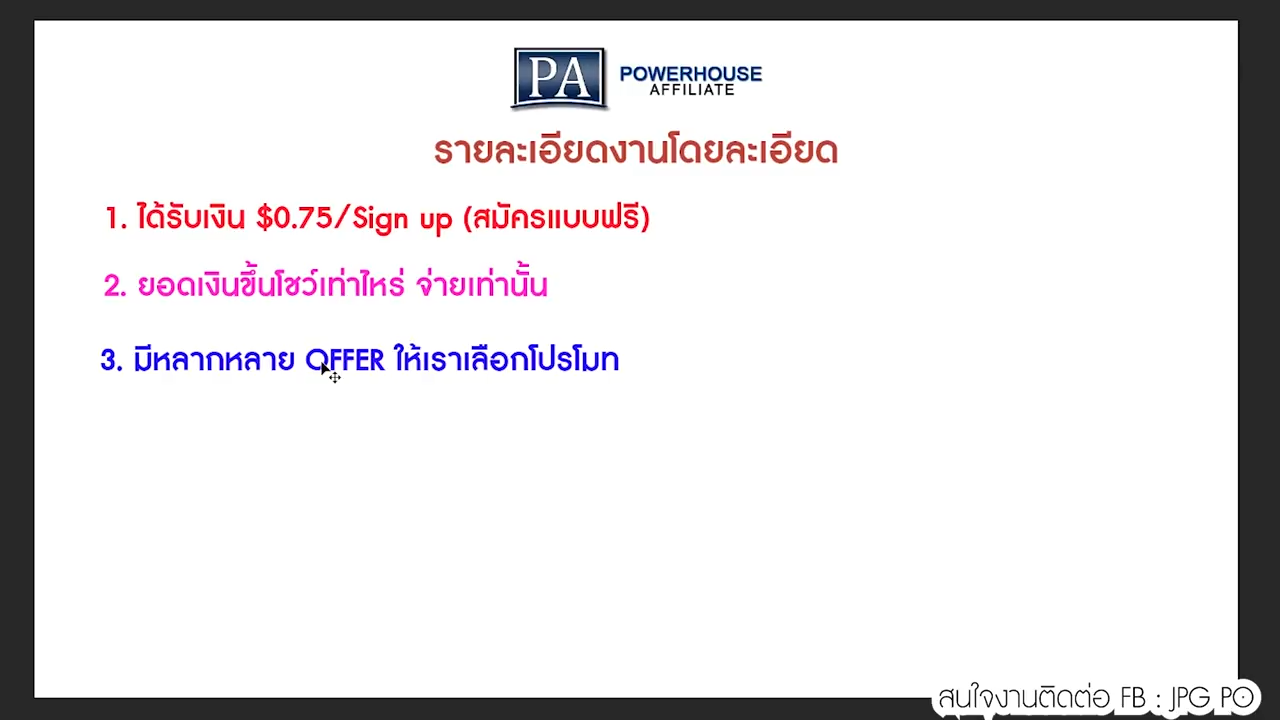 PA POWERHOUSE
AFFILIATE
รายละเอียดงานโดยละเอียด
1. ได้รับเงิน $0.75/Sign up (สมัครแบบฟรี)
2. ยอดเงินขึ้นโชว์เท่าไหร่ จ่ายเท่านั้น
3. มีหลากหลาย OFFER ให้เราเลือกโปรโมท
สนใจงานติดต่อ FB : JPG PO